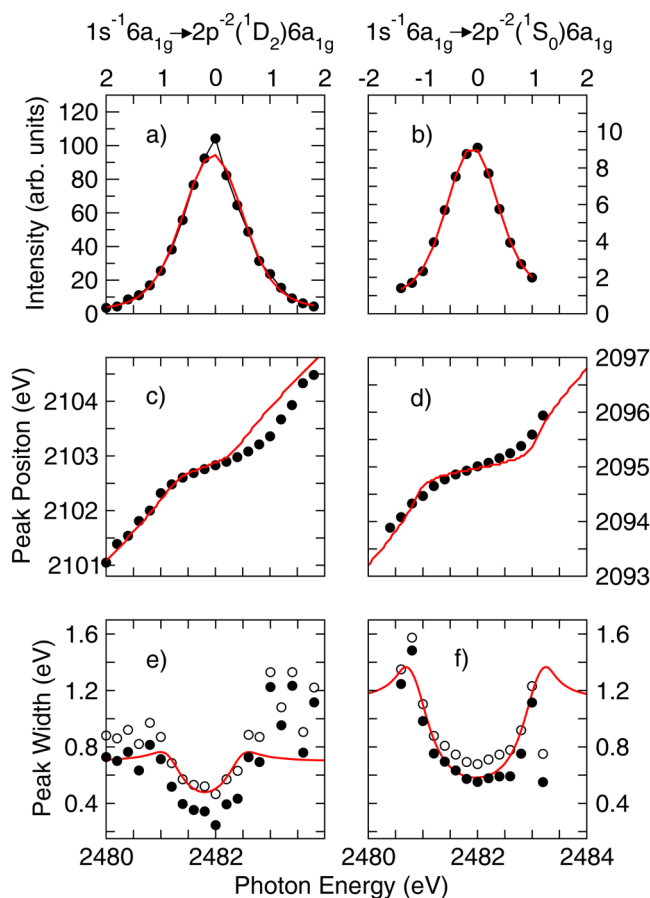 1s⁻¹6a₁g→2p⁻²(¹D₂)6a₁g 1s⁻¹6a₁g→2p⁻²(¹S₀)6a₁g
-2 -1 0 1 2 -2 -1 0 1 2
120
100
80
60
40
20
0
Intensity (arb. units)
a)
b)
10
8
6
4
2
0
2104
2103
2102
2101
Peak Positon (eV)
c)
d)
2097
2096
2095
2094
2093
1.6
1.2
0.8
0.4
Peak Width (eV)
e)
f)
1.6
1.2
0.8
0.4
2480 2482 2480 2482 2484
Photon Energy (eV)